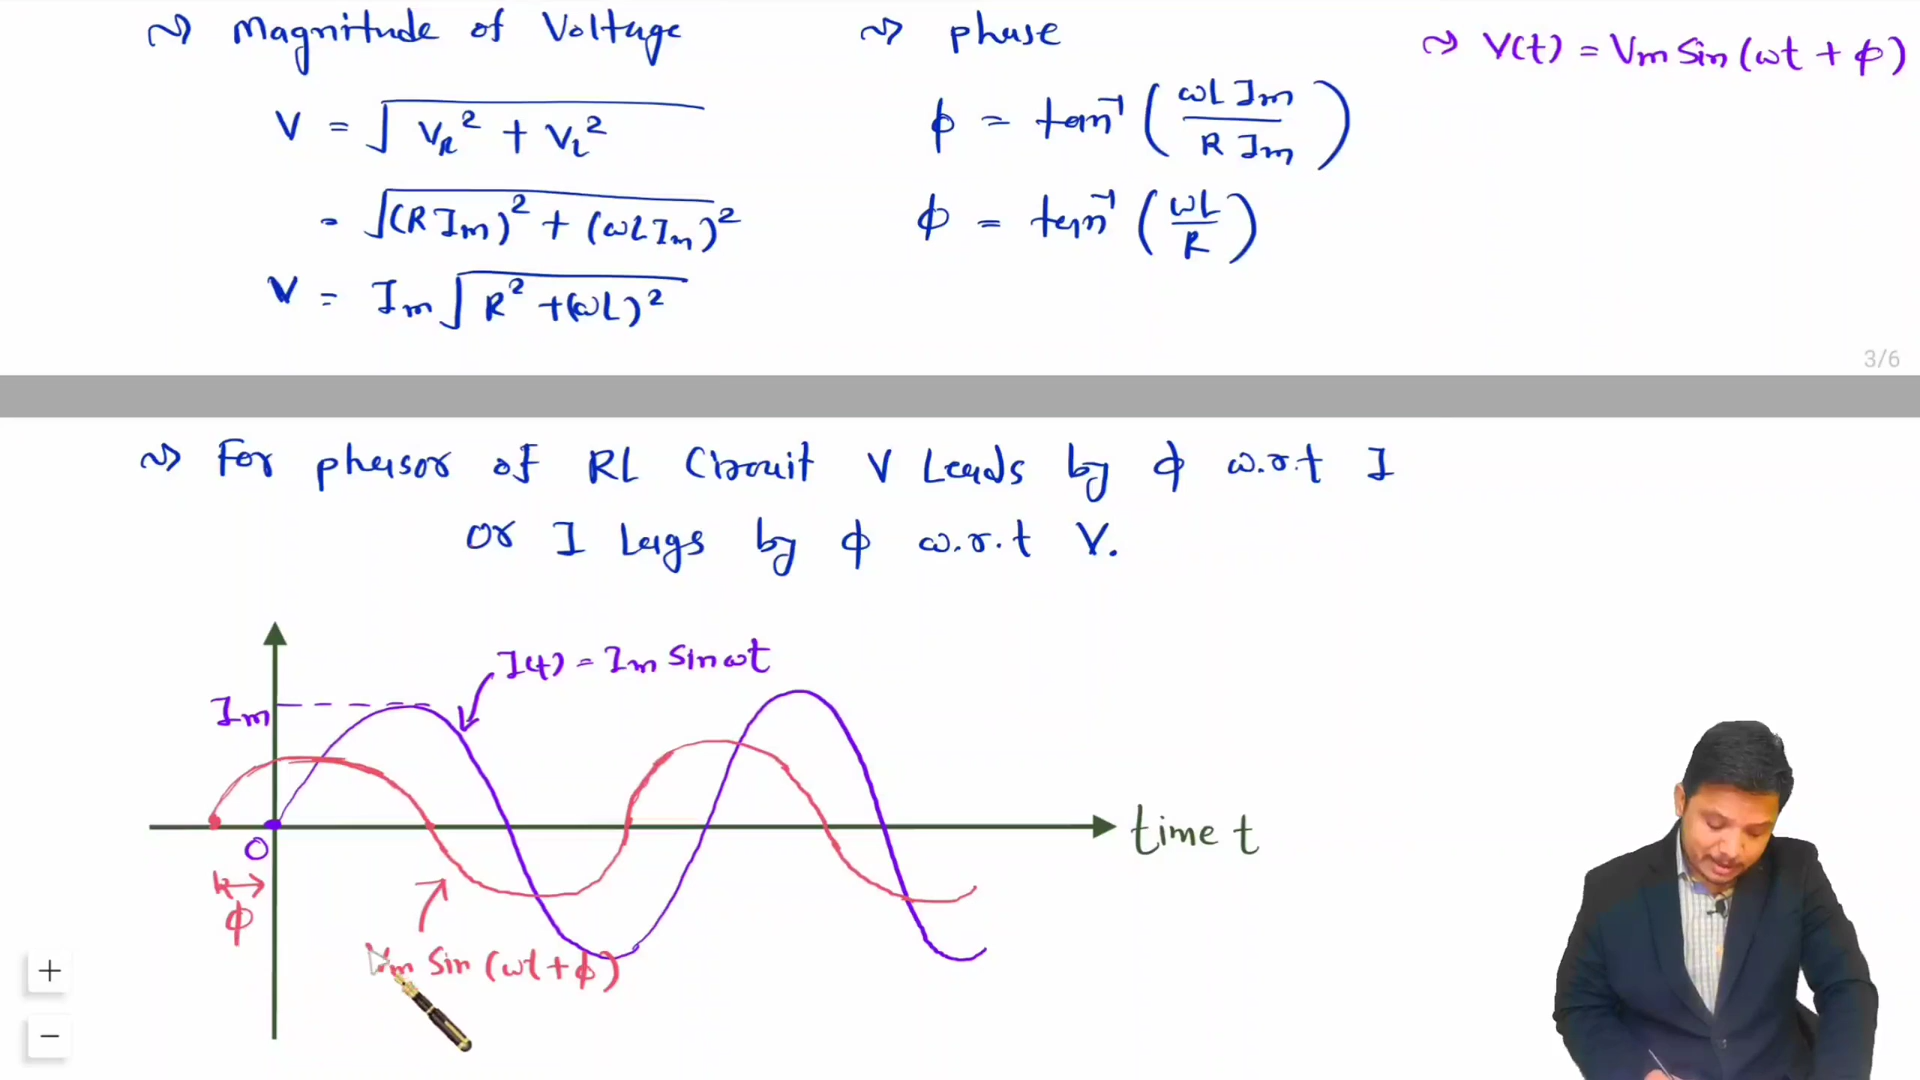 ~> Magnitude of Voltage
V = √(V_R² + V_L²)
= √((R I_m)² + (ωL I_m)²)
V = I_m √(R² + (ωL)²)
~> phase
ϕ = tan⁻¹ (ωL I_m / R I_m)
ϕ = tan⁻¹ (ωL / R)
~> V(t) = V_m Sin(ωt + ϕ)
3/6
~> For phasor of RL Circuit V Leads by ϕ w.r.t I
or I Lags by ϕ w.r.t V.
I(t) = I_m Sin ωt
I_m
O
time t
ϕ
V_m Sin (ωt + ϕ)
+
−